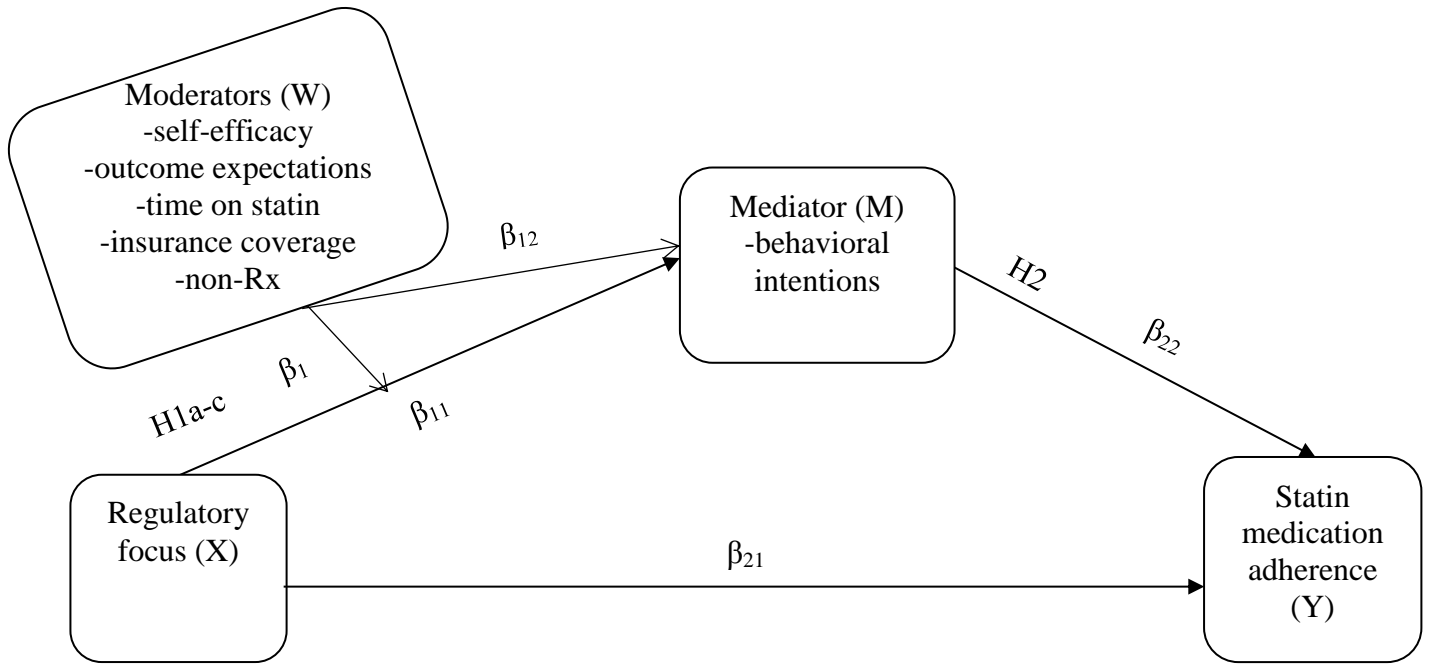 Moderators (W)
-self-efficacy
-outcome expectations
-time on statin
-insurance coverage
-non-Rx
β₁₂
Mediator (M)
-behavioral
intentions
H2
β₂₂
β₁
H1a-c
β₁₁
Regulatory
focus (X)
β₂₁
Statin
medication
adherence
(Y)